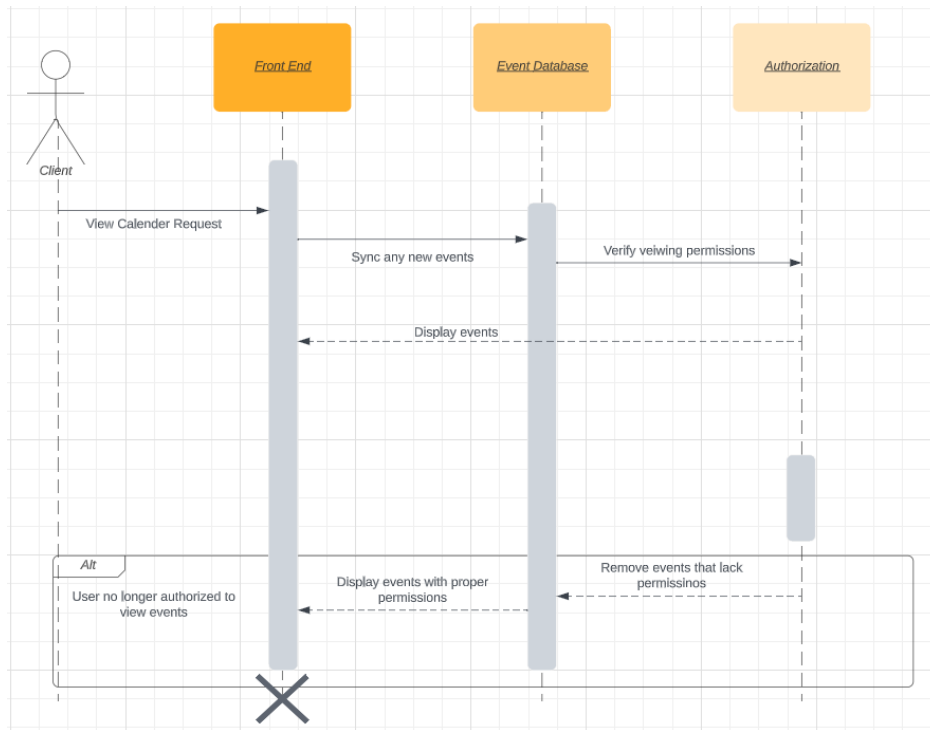 Front End
Event Database
Authorization
Client
View Calender Request
Sync any new events
Verify veiwing permissions
Display events
Alt
User no longer authorized to
view events
Display events with proper
permissions
Remove events that lack
permissinos